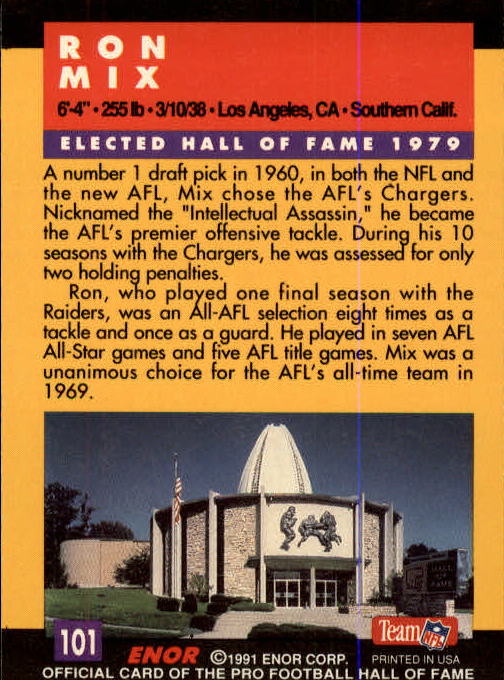 RON
MIX
6'-4" • 255 lb • 3/10/38 • Los Angeles, CA • Southern Calif.
ELECTED HALL OF FAME 1979
A number 1 draft pick in 1960, in both the NFL and
the new AFL, Mix chose the AFL's Chargers.
Nicknamed the "Intellectual Assassin," he became
the AFL's premier offensive tackle. During his 10
seasons with the Chargers, he was assessed for only
two holding penalties.
Ron, who played one final season with the
Raiders, was an All-AFL selection eight times as a
tackle and once as a guard. He played in seven AFL
All-Star games and five AFL title games. Mix was a
unanimous choice for the AFL's all-time team in
1969.
HALL
OF
FAME
101
ENOR ©1991 ENOR CORP.
Team NFL
PRINTED IN USA
OFFICIAL CARD OF THE PRO FOOTBALL HALL OF FAME